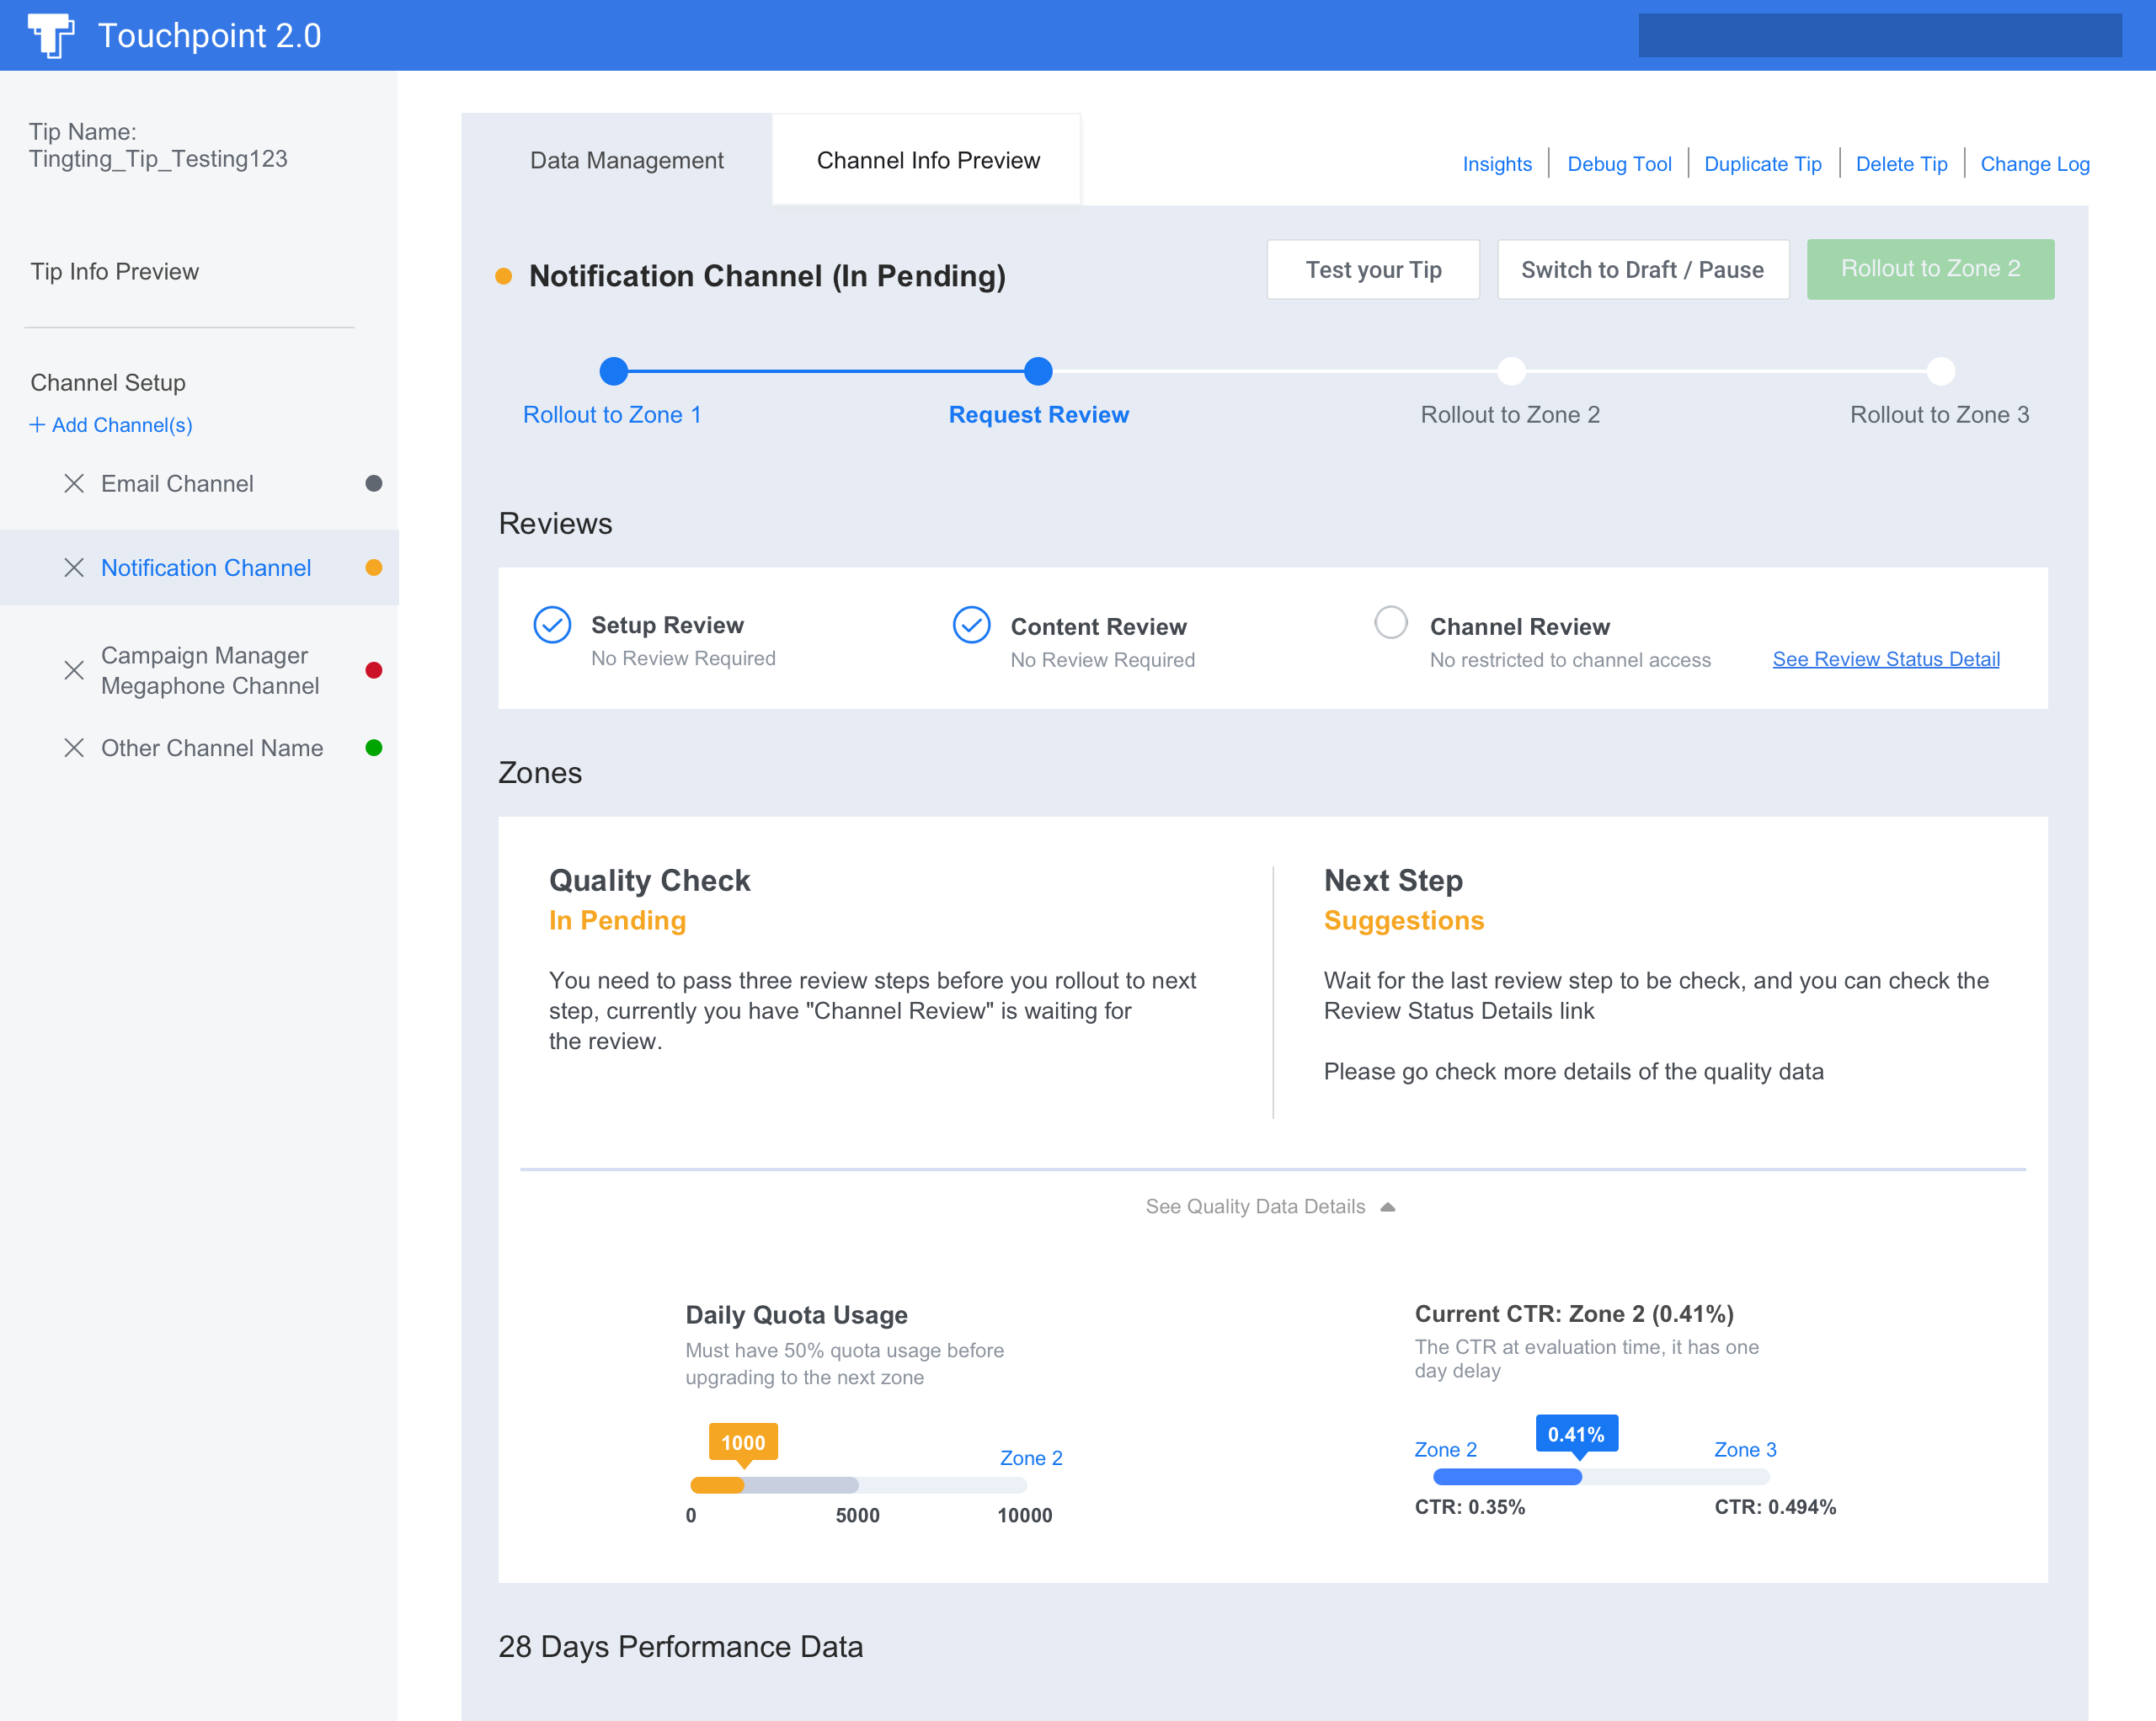 Touchpoint 2.0
Tip Name:
Tingting_Tip_Testing123
Tip Info Preview
Channel Setup
+ Add Channel(s)
Email Channel
Notification Channel
Campaign Manager
Megaphone Channel
Other Channel Name
Data Management
Channel Info Preview
Insights
Debug Tool
Duplicate Tip
Delete Tip
Change Log
Notification Channel (In Pending)
Test your Tip
Switch to Draft / Pause
Rollout to Zone 2
Rollout to Zone 1
Request Review
Rollout to Zone 2
Rollout to Zone 3
Reviews
Setup Review
No Review Required
Content Review
No Review Required
Channel Review
No restricted to channel access
See Review Status Detail
Zones
Quality Check
In Pending
You need to pass three review steps before you rollout to next
step, currently you have "Channel Review" is waiting for
the review.
Next Step
Suggestions
Wait for the last review step to be check, and you can check the
Review Status Details link
Please go check more details of the quality data
See Quality Data Details
Daily Quota Usage
Must have 50% quota usage before
upgrading to the next zone
1000
Zone 2
0
5000
10000
Current CTR: Zone 2 (0.41%)
The CTR at evaluation time, it has one
day delay
0.41%
Zone 2
Zone 3
CTR: 0.35%
CTR: 0.494%
28 Days Performance Data